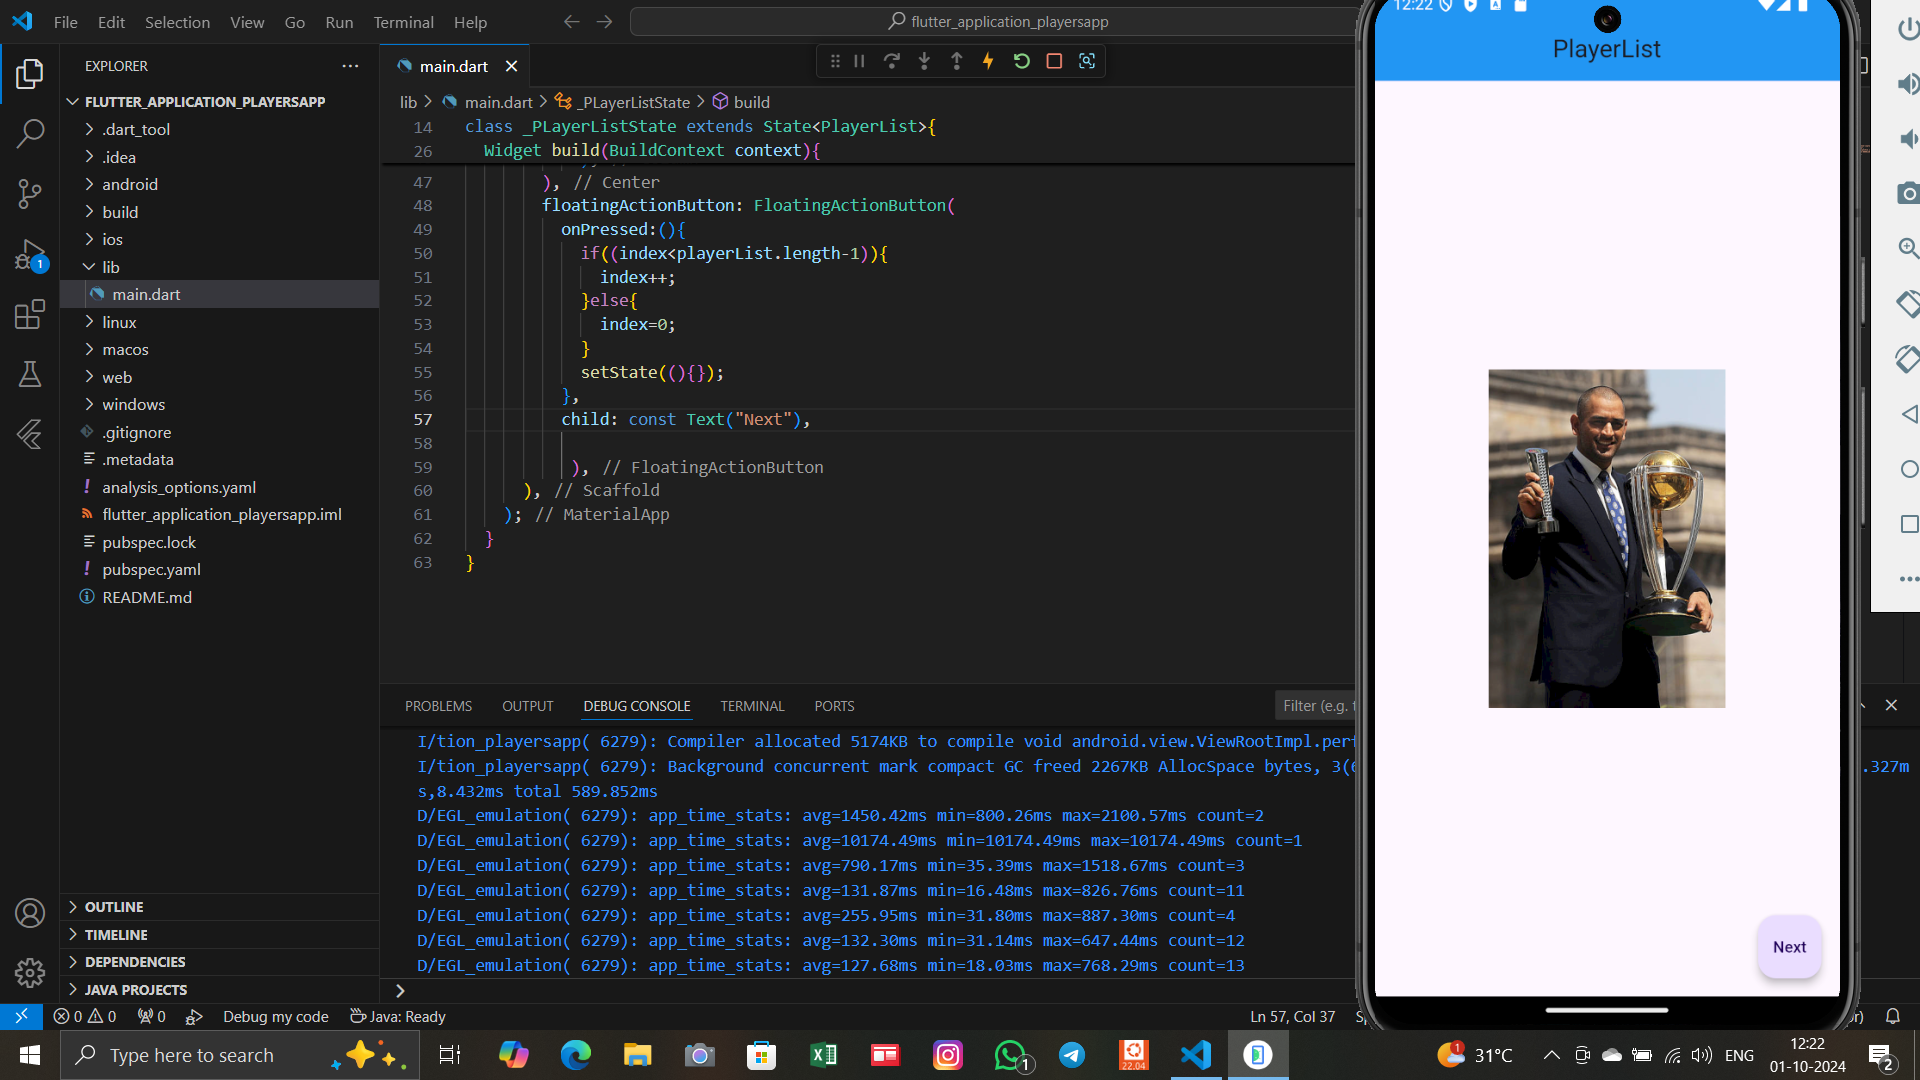 File Edit Selection View Go Run Terminal Help
flutter_application_playersapp
EXPLORER
FLUTTER_APPLICATION_PLAYERSAPP
.dart_tool
.idea
android
build
ios
lib
main.dart
linux
macos
web
windows
.gitignore
.metadata
analysis_options.yaml
flutter_application_playersapp.iml
pubspec.lock
pubspec.yaml
README.md
OUTLINE
TIMELINE
DEPENDENCIES
JAVA PROJECTS
1
main.dart
lib > main.dart > _PLayerListState > build
14 class _PLayerListState extends State<PlayerList>{
26 Widget build(BuildContext context){
47 ), // Center
48 floatingActionButton: FloatingActionButton(
49 onPressed:(){
50 if((index<playerList.length-1)){
51 index++;
52 }else{
53 index=0;
54 }
55 setState((){});
56 },
57 child: const Text("Next"),
58
59 ), // FloatingActionButton
60 ), // Scaffold
61 ); // MaterialApp
62 }
63 }
PROBLEMS OUTPUT DEBUG CONSOLE TERMINAL PORTS
Filter (e.g.
I/tion_playersapp( 6279): Compiler allocated 5174KB to compile void android.view.ViewRootImpl.perf
I/tion_playersapp( 6279): Background concurrent mark compact GC freed 2267KB AllocSpace bytes, 3( .327m
s,8.432ms total 589.852ms
D/EGL_emulation( 6279): app_time_stats: avg=1450.42ms min=800.26ms max=2100.57ms count=2
D/EGL_emulation( 6279): app_time_stats: avg=10174.49ms min=10174.49ms max=10174.49ms count=1
D/EGL_emulation( 6279): app_time_stats: avg=790.17ms min=35.39ms max=1518.67ms count=3
D/EGL_emulation( 6279): app_time_stats: avg=131.87ms min=16.48ms max=826.76ms count=11
D/EGL_emulation( 6279): app_time_stats: avg=255.95ms min=31.80ms max=887.30ms count=4
D/EGL_emulation( 6279): app_time_stats: avg=132.30ms min=31.14ms max=647.44ms count=12
D/EGL_emulation( 6279): app_time_stats: avg=127.68ms min=18.03ms max=768.29ms count=13
12:22
PlayerList
Next
0 0 0 Debug my code Java: Ready Ln 57, Col 37
Type here to search
1
22.04
1 31°C ENG
12:22
01-10-2024
2